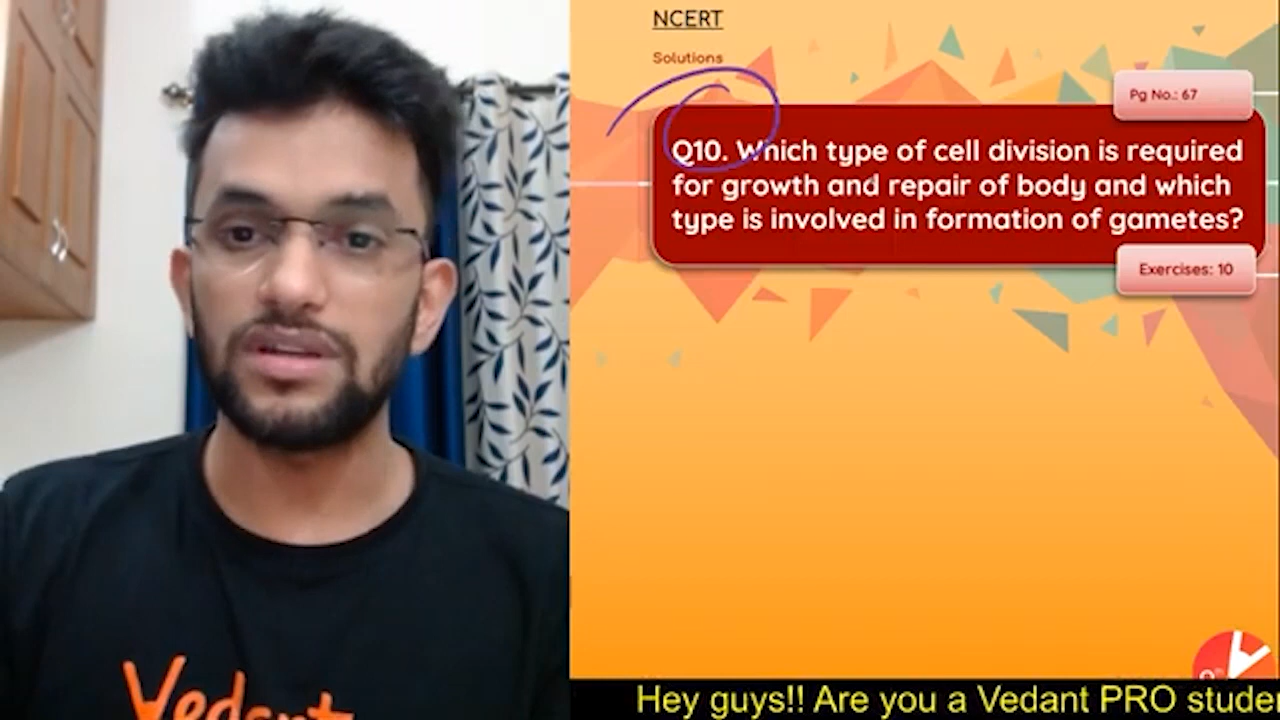 NCERT
Solutions
Pg No.: 67
Q10. Which type of cell division is required
for growth and repair of body and which
type is involved in formation of gametes?
Exercises: 10
Hey guys!! Are you a Vedant PRO